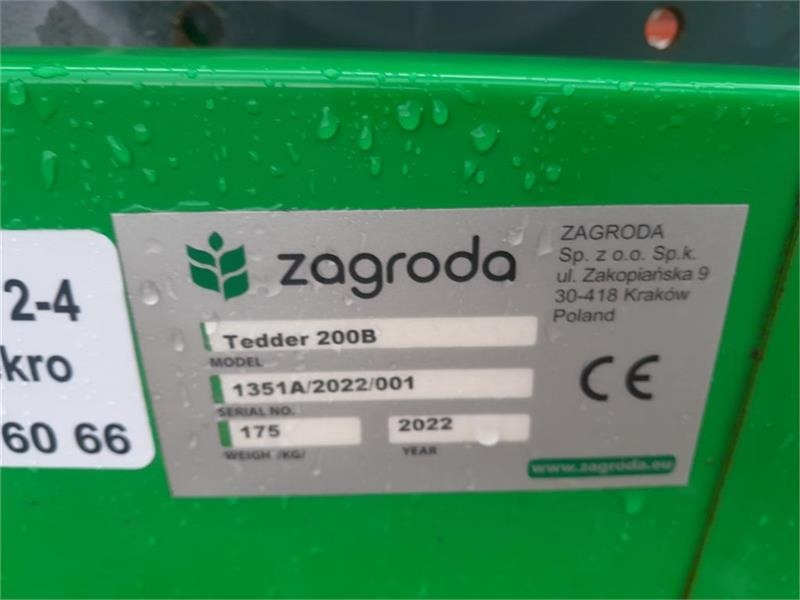 2-4
kro
60 66
zagroda
ZAGRODA
Sp. z o.o. Sp.k.
ul. Zakopiańska 9
30-418 Kraków
Poland
Tedder 200B
MODEL
1351A/2022/001
SERIAL NO.
175
2022
WEIGH /KG/
YEAR
CE
www.zagroda.eu